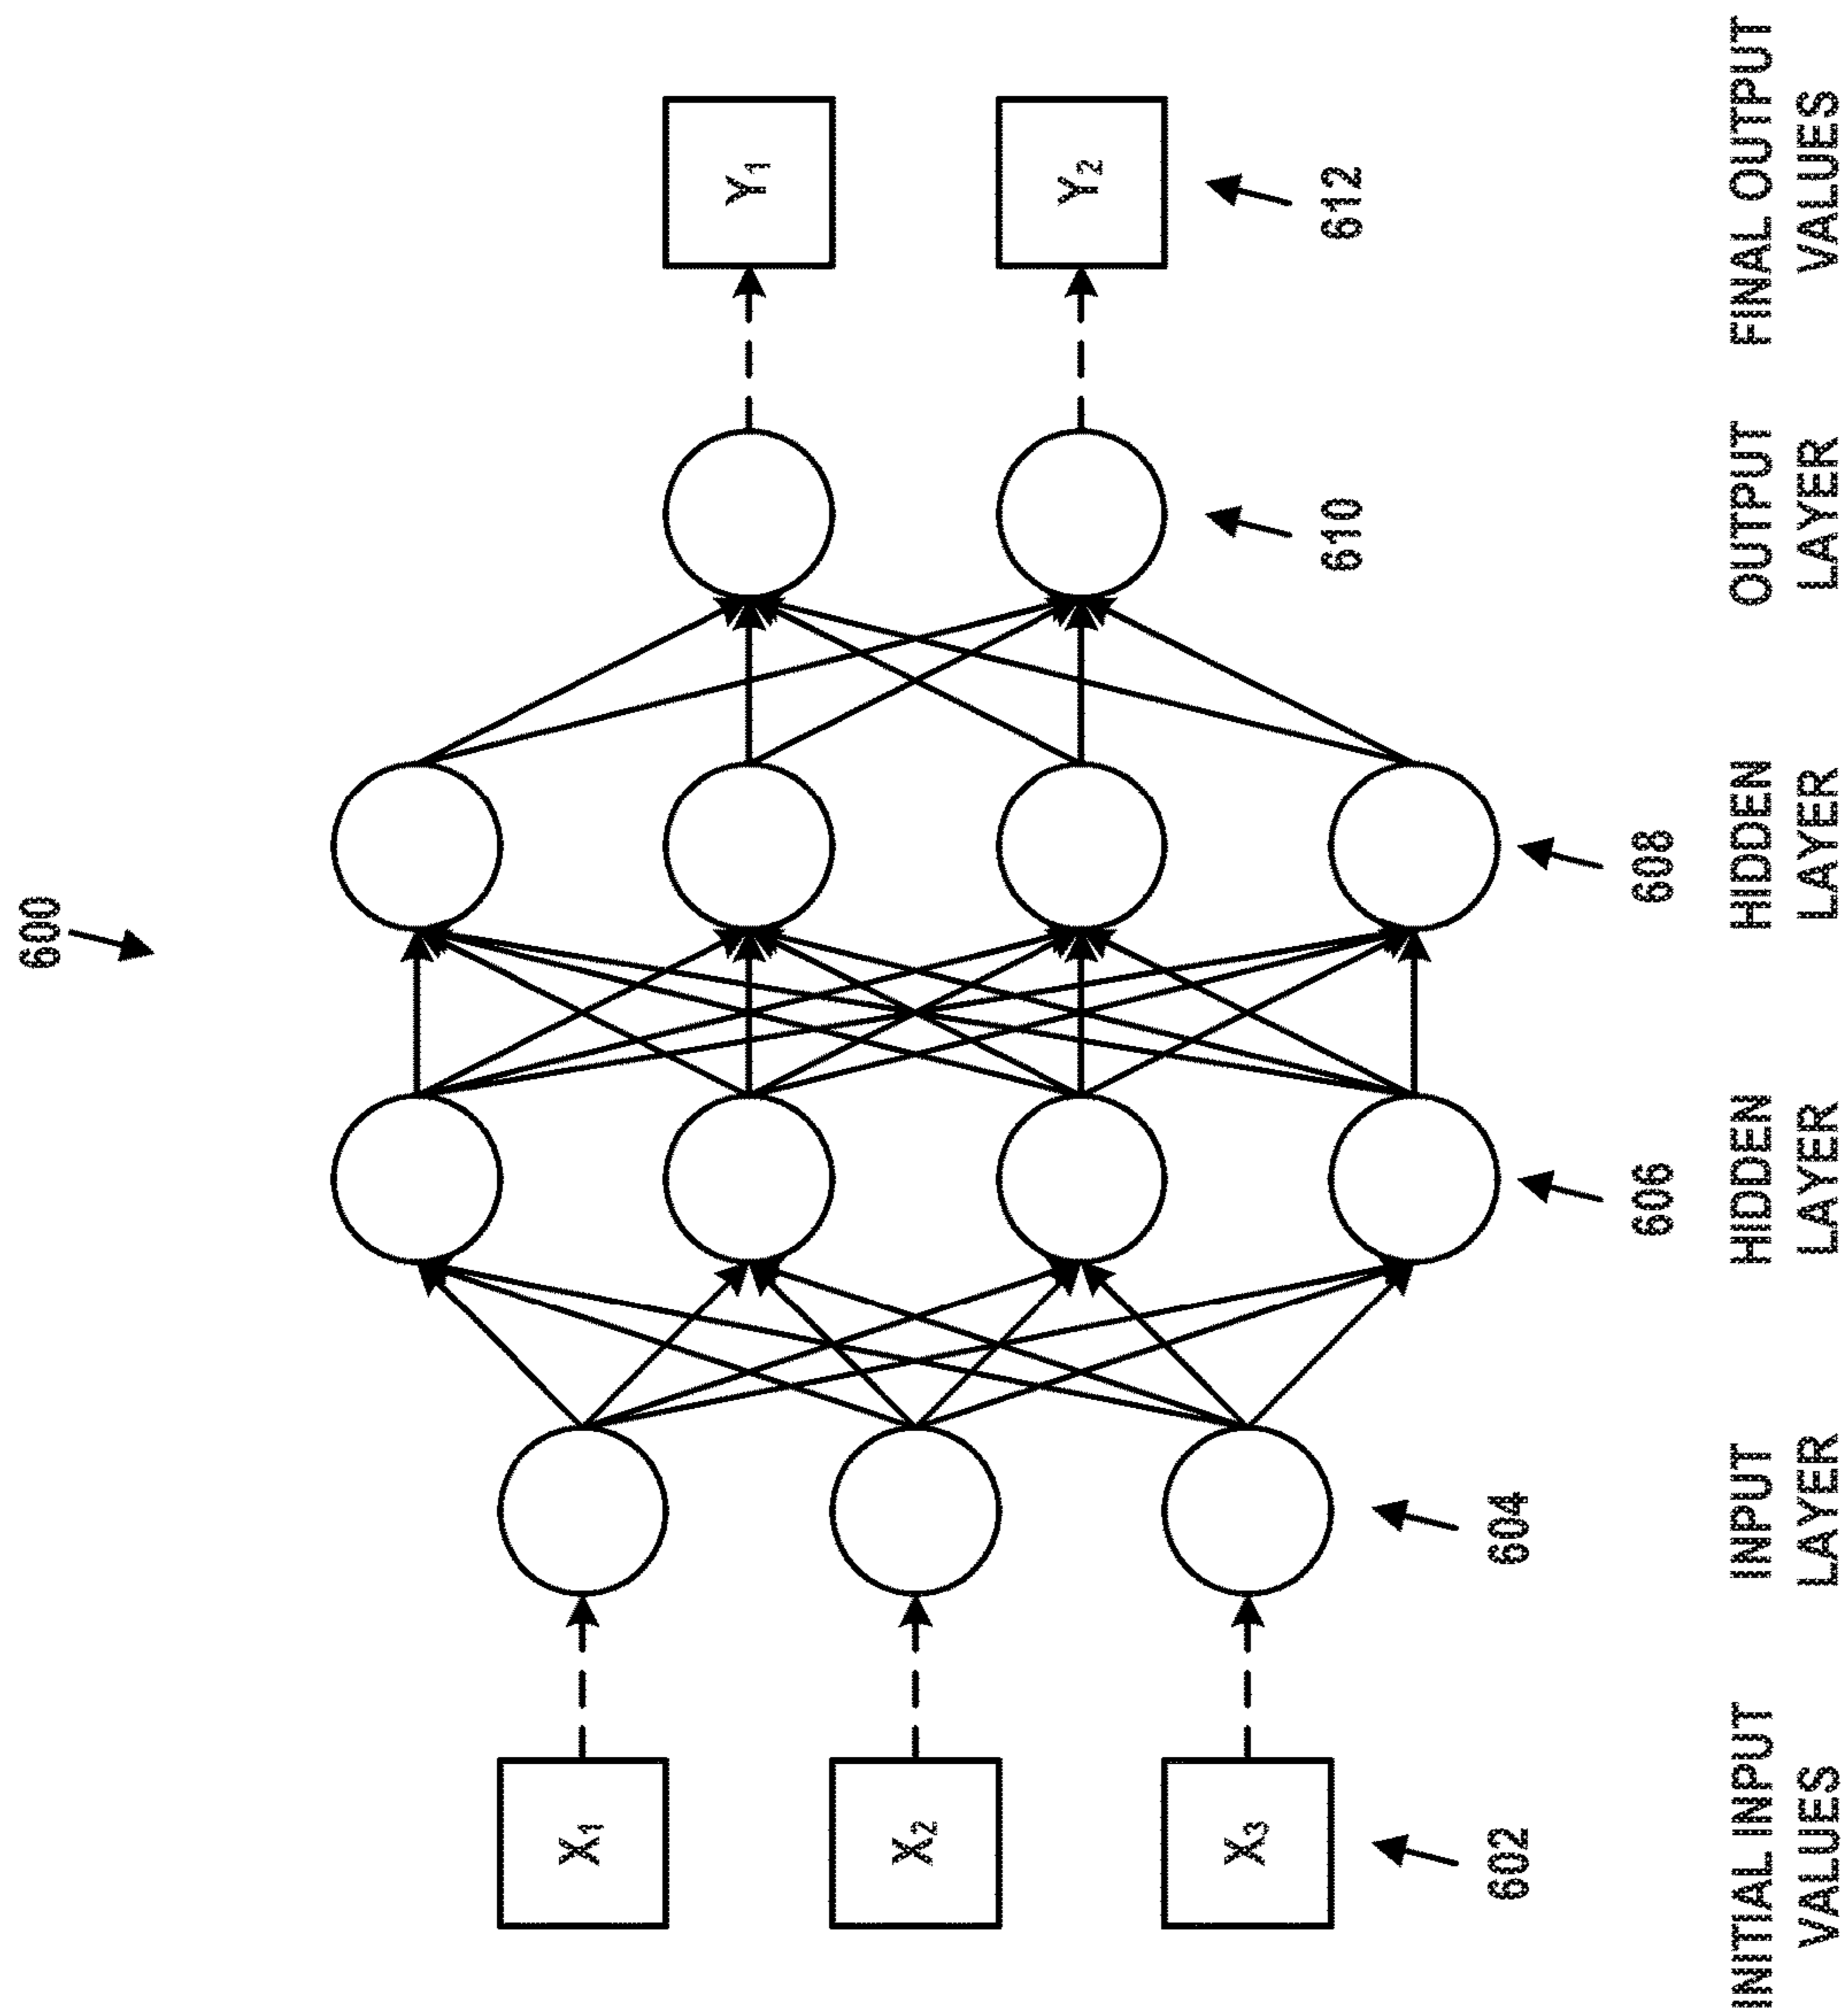 600
X1
X2
X3
Y1
Y2
602
604
606
608
610
612
INITIAL INPUT
VALUES
INPUT
LAYER
HIDDEN
LAYER
HIDDEN
LAYER
OUTPUT
LAYER
FINAL OUTPUT
VALUES